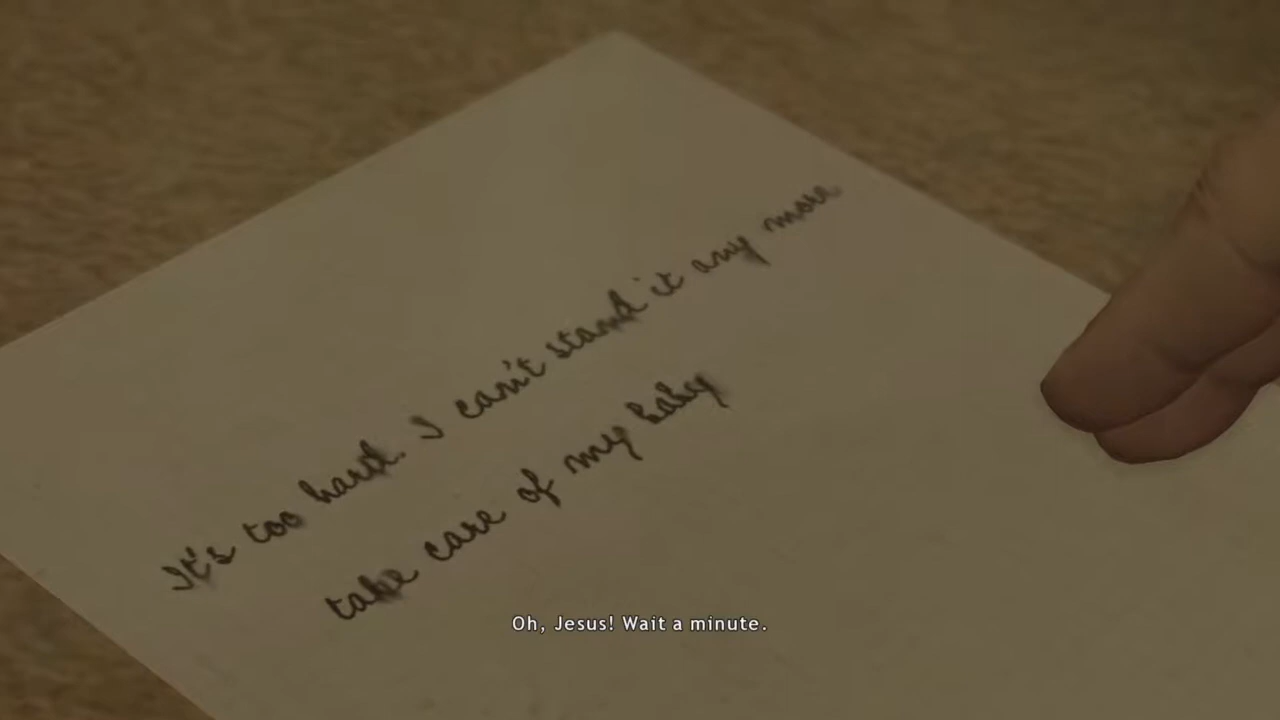 It's too hard. I can't stand it any more
take care of my baby
Oh, Jesus! Wait a minute.